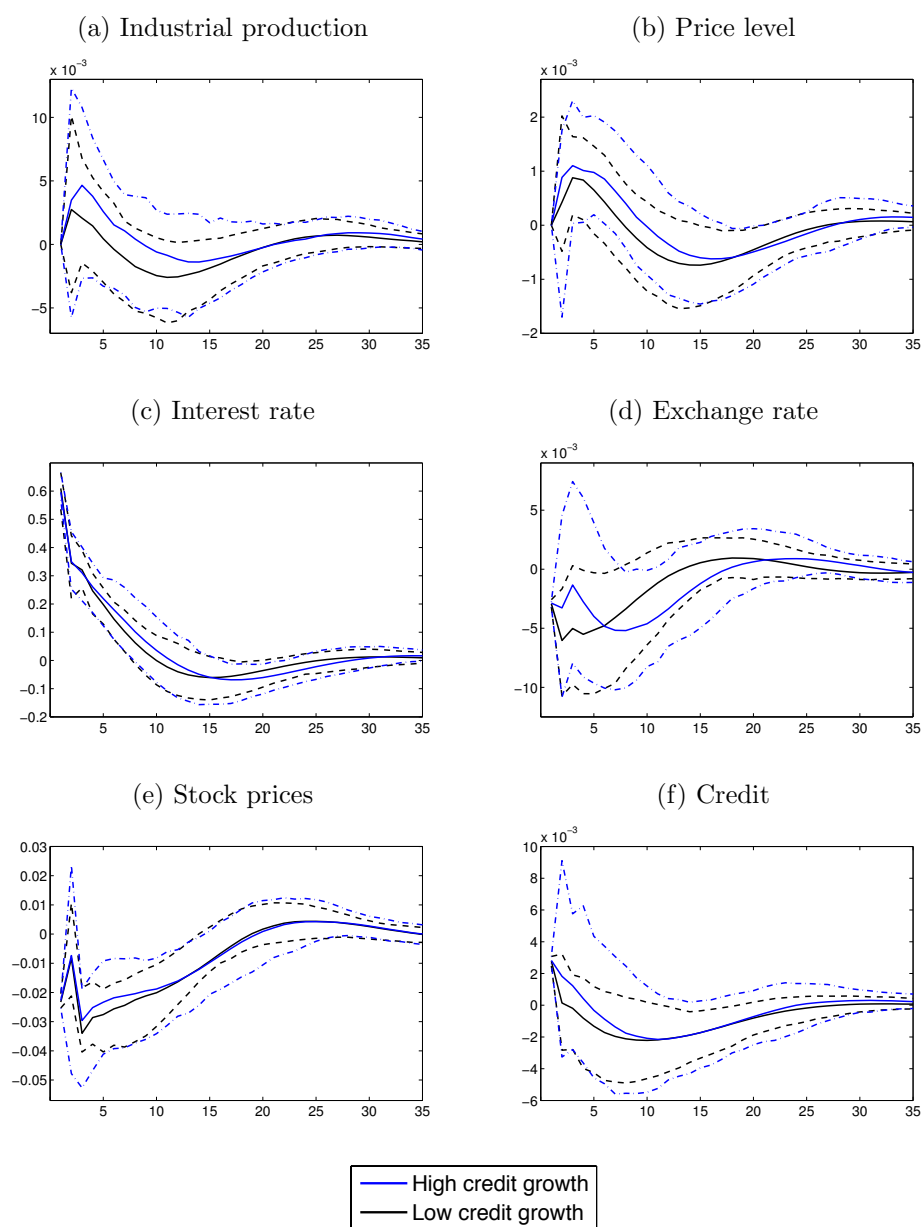 (a) Industrial production
(b) Price level
x 10⁻³
10
5
0
−5
5 10 15 20 25 30 35
x 10⁻³
2
1
0
−1
−2
5 10 15 20 25 30 35
(c) Interest rate
(d) Exchange rate
0.6
0.5
0.4
0.3
0.2
0.1
0
−0.1
−0.2
5 10 15 20 25 30 35
x 10⁻³
5
0
−5
−10
5 10 15 20 25 30 35
(e) Stock prices
(f) Credit
0.03
0.02
0.01
0
−0.01
−0.02
−0.03
−0.04
−0.05
5 10 15 20 25 30 35
x 10⁻³
10
8
6
4
2
0
−2
−4
−6
5 10 15 20 25 30 35
High credit growth
Low credit growth